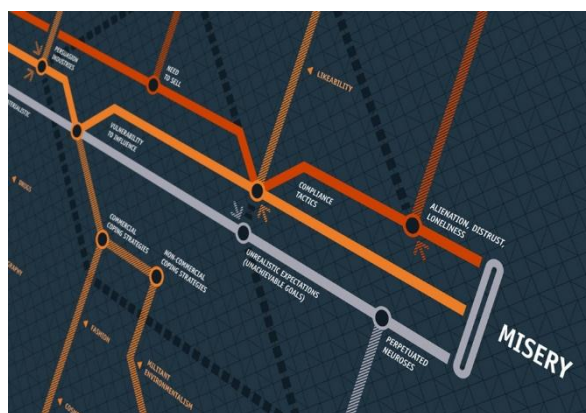 PERSUASION
INDUSTRIES
NEED
TO SELL
◀ LIKEABILITY
VULNERABILITY
TO INFLUENCE
COMPLIANCE
TACTICS
ALIENATION, DISTRUST,
LONELINESS
◀ DRUGS
COMMERCIAL
COPING STRATEGIES
NON-COMMERCIAL
COPING STRATEGIES
UNREALISTIC EXPECTATIONS
(UNACHIEVABLE GOALS)
PERPETUATED
NEUROSES
MISERY
◀ FASHION
◀ MILITANT
ENVIRONMENTALISM